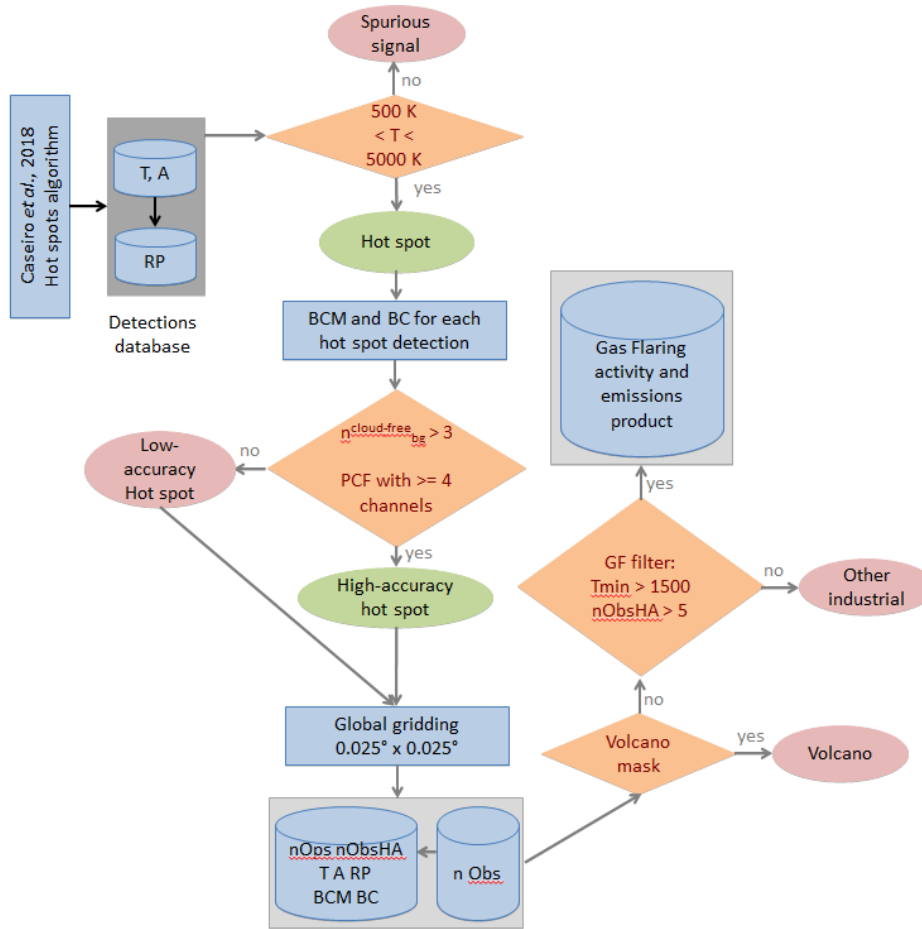 Spurious
signal
no
500 K
< T <
5000 K
yes
Caseiro et al., 2018
Hot spots algorithm
T, A
RP
Detections
database
Hot spot
BCM and BC for each
hot spot detection
n^cloud-free_bg > 3
PCF with >= 4
channels
no
Low-
accuracy
Hot spot
yes
High-accuracy
hot spot
Global gridding
0.025° x 0.025°
nOps nObsHA
T A RP
BCM BC
n Obs
Volcano
mask
yes
Volcano
no
GF filter:
Tmin > 1500
nObsHA > 5
no
Other
industrial
yes
Gas Flaring
activity and
emissions
product